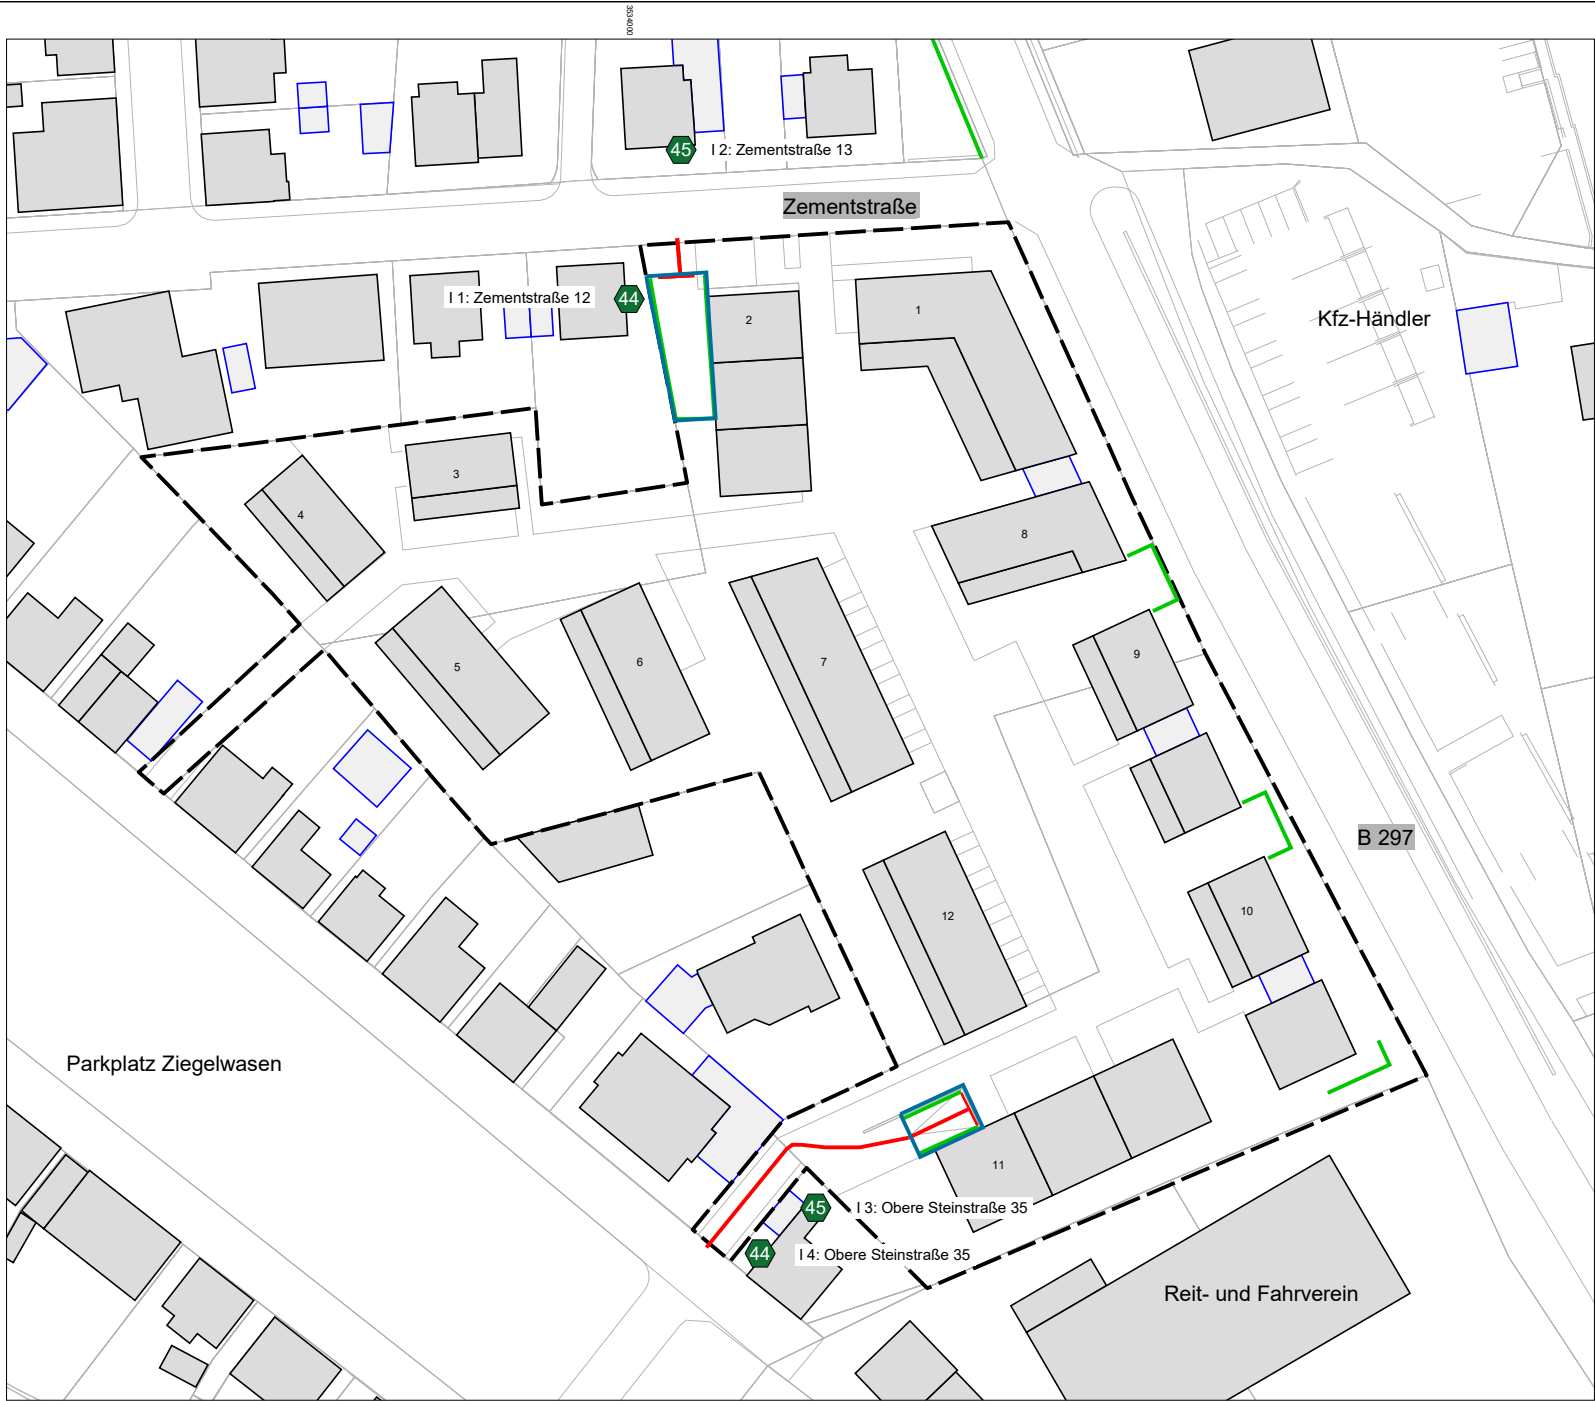 3534000
45 I 2: Zementstraße 13
Zementstraße
I 1: Zementstraße 12 44
2
1
Kfz-Händler
3
4
8
5
6
7
9
B 297
12
10
Parkplatz Ziegelwasen
11
45 I 3: Obere Steinstraße 35
44 I 4: Obere Steinstraße 35
Reit- und Fahrverein